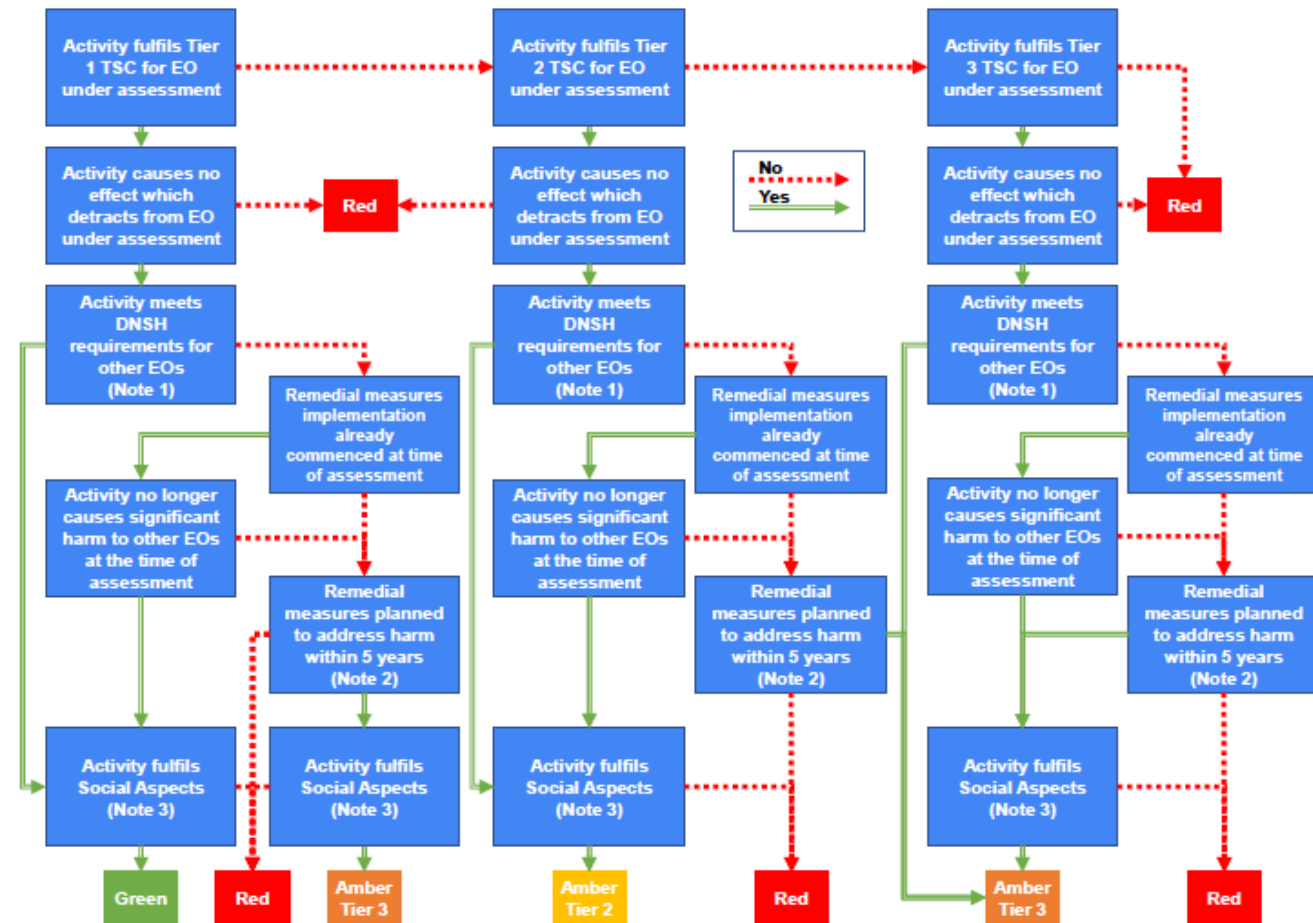 Activity fulfils Tier
1 TSC for EO
under assessment
Activity fulfils Tier
2 TSC for EO
under assessment
Activity fulfils Tier
3 TSC for EO
under assessment
Activity causes no
effect which
detracts from EO
under assessment
Red
Activity causes no
effect which
detracts from EO
under assessment
No
Yes
Activity causes no
effect which
detracts from EO
under assessment
Red
Activity meets
DNSH
requirements for
other EOs
(Note 1)
Activity meets
DNSH
requirements for
other EOs
(Note 1)
Activity meets
DNSH
requirements for
other EOs
(Note 1)
Remedial measures
implementation
already
commenced at time
of assessment
Remedial measures
implementation
already
commenced at time
of assessment
Remedial measures
implementation
already
commenced at time
of assessment
Activity no longer
causes significant
harm to other EOs
at the time of
assessment
Activity no longer
causes significant
harm to other EOs
at the time of
assessment
Activity no longer
causes significant
harm to other EOs
at the time of
assessment
Remedial
measures planned
to address harm
within 5 years
(Note 2)
Remedial
measures planned
to address harm
within 5 years
(Note 2)
Remedial
measures planned
to address harm
within 5 years
(Note 2)
Activity fulfils
Social Aspects
(Note 3)
Activity fulfils
Social Aspects
(Note 3)
Activity fulfils
Social Aspects
(Note 3)
Activity fulfils
Social Aspects
(Note 3)
Green
Red
Amber
Tier 3
Amber
Tier 2
Red
Amber
Tier 3
Red